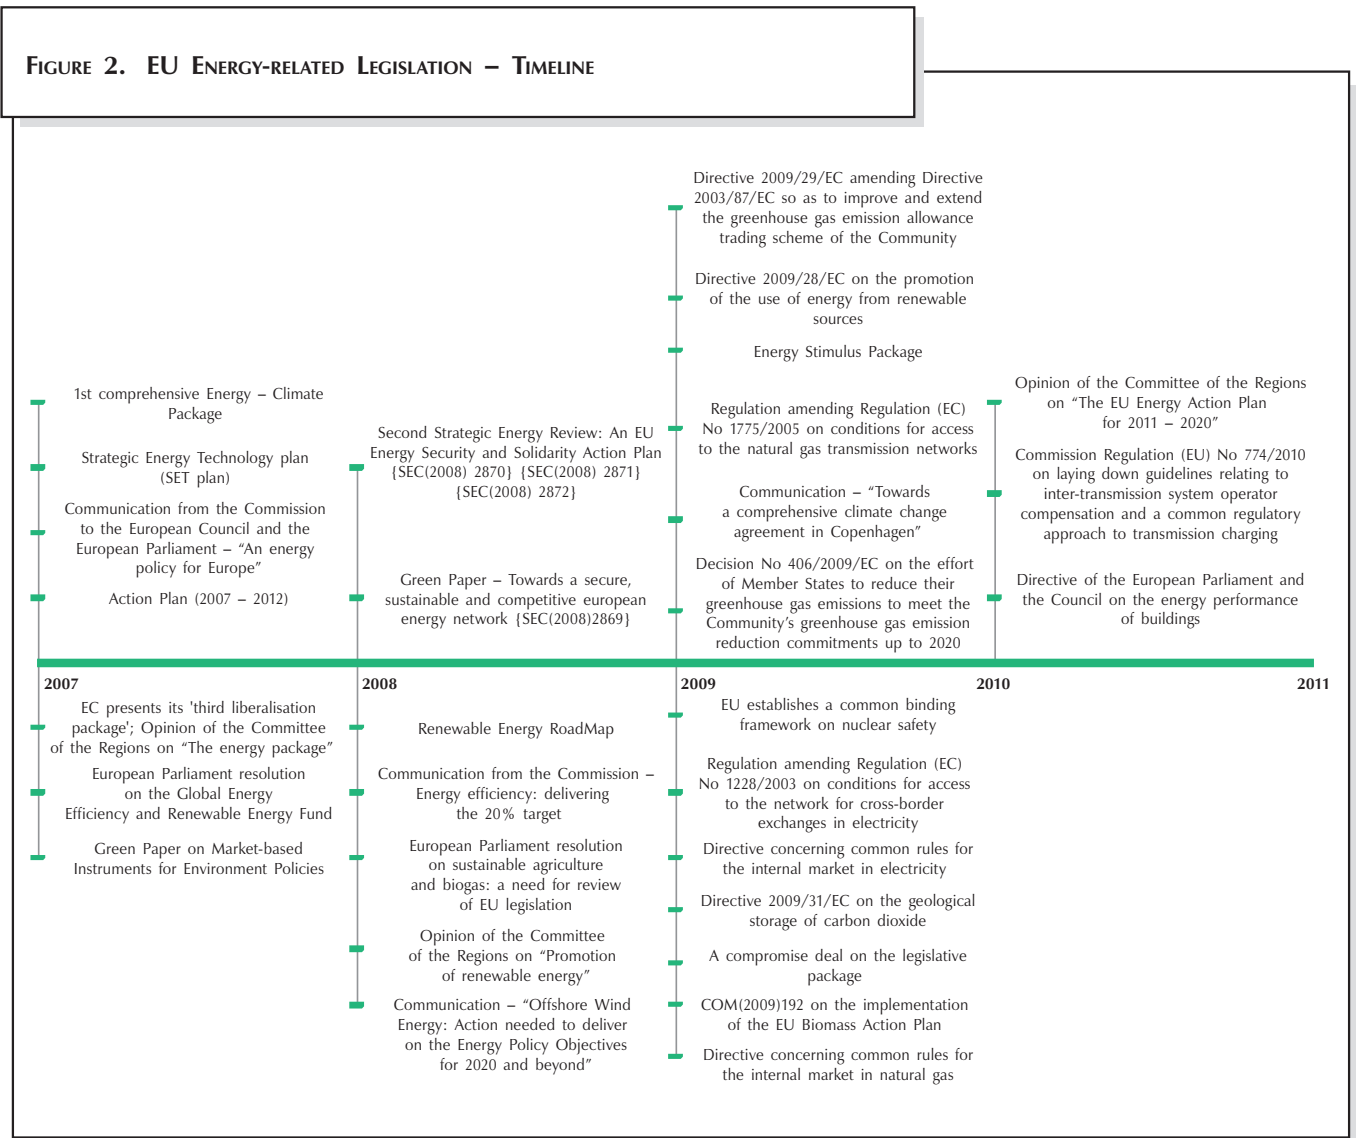 Figure 2. EU Energy-related Legislation – Timeline
1st comprehensive Energy – Climate
Package
Strategic Energy Technology plan
(SET plan)
Communication from the Commission
to the European Council and the
European Parliament – “An energy
policy for Europe”
Action Plan (2007 – 2012)
Second Strategic Energy Review: An EU
Energy Security and Solidarity Action Plan
{SEC(2008) 2870} {SEC(2008) 2871}
{SEC(2008) 2872}
Green Paper – Towards a secure,
sustainable and competitive european
energy network {SEC(2008)2869}
Directive 2009/29/EC amending Directive
2003/87/EC so as to improve and extend
the greenhouse gas emission allowance
trading scheme of the Community
Directive 2009/28/EC on the promotion
of the use of energy from renewable
sources
Energy Stimulus Package
Regulation amending Regulation (EC)
No 1775/2005 on conditions for access
to the natural gas transmission networks
Communication – “Towards
a comprehensive climate change
agreement in Copenhagen”
Decision No 406/2009/EC on the effort
of Member States to reduce their
greenhouse gas emissions to meet the
Community’s greenhouse gas emission
reduction commitments up to 2020
Opinion of the Committee of the Regions
on “The EU Energy Action Plan
for 2011 – 2020”
Commission Regulation (EU) No 774/2010
on laying down guidelines relating to
inter-transmission system operator
compensation and a common regulatory
approach to transmission charging
Directive of the European Parliament and
the Council on the energy performance
of buildings
2007
2008
2009
2010
2011
EC presents its 'third liberalisation
package'; Opinion of the Committee
of the Regions on “The energy package”
European Parliament resolution
on the Global Energy
Efficiency and Renewable Energy Fund
Green Paper on Market-based
Instruments for Environment Policies
Renewable Energy RoadMap
Communication from the Commission –
Energy efficiency: delivering
the 20% target
European Parliament resolution
on sustainable agriculture
and biogas: a need for review
of EU legislation
Opinion of the Committee
of the Regions on “Promotion
of renewable energy”
Communication – “Offshore Wind
Energy: Action needed to deliver
on the Energy Policy Objectives
for 2020 and beyond”
EU establishes a common binding
framework on nuclear safety
Regulation amending Regulation (EC)
No 1228/2003 on conditions for access
to the network for cross-border
exchanges in electricity
Directive concerning common rules for
the internal market in electricity
Directive 2009/31/EC on the geological
storage of carbon dioxide
A compromise deal on the legislative
package
COM(2009)192 on the implementation
of the EU Biomass Action Plan
Directive concerning common rules for
the internal market in natural gas